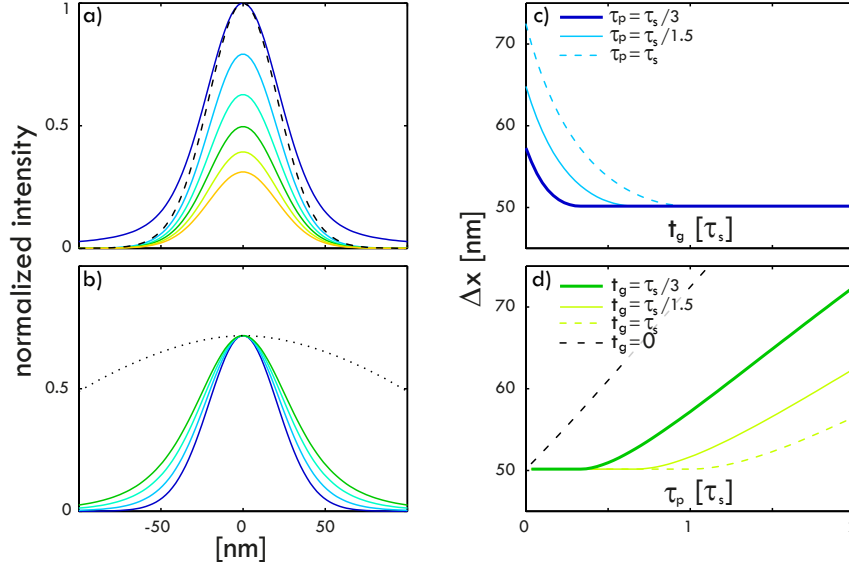 a)
1
0.5
0
b)
0.5
0
-50
0
50
[nm]
normalized intensity
c)
τp = τs/3
τp = τs/1.5
τp = τs
70
60
50
tg [τs]
Δx [nm]
d)
tg = τs/3
tg = τs/1.5
tg = τs
tg = 0
70
60
50
0
1
τp [τs]